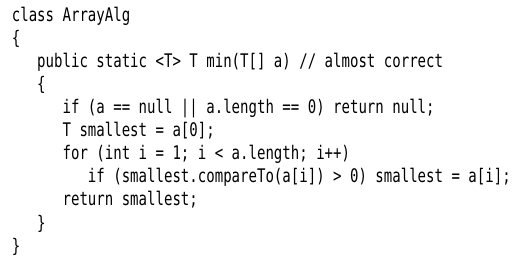 class ArrayAlg
{
   public static <T> T min(T[] a) // almost correct
   {
      if (a == null || a.length == 0) return null;
      T smallest = a[0];
      for (int i = 1; i < a.length; i++)
         if (smallest.compareTo(a[i]) > 0) smallest = a[i];
      return smallest;
   }
}